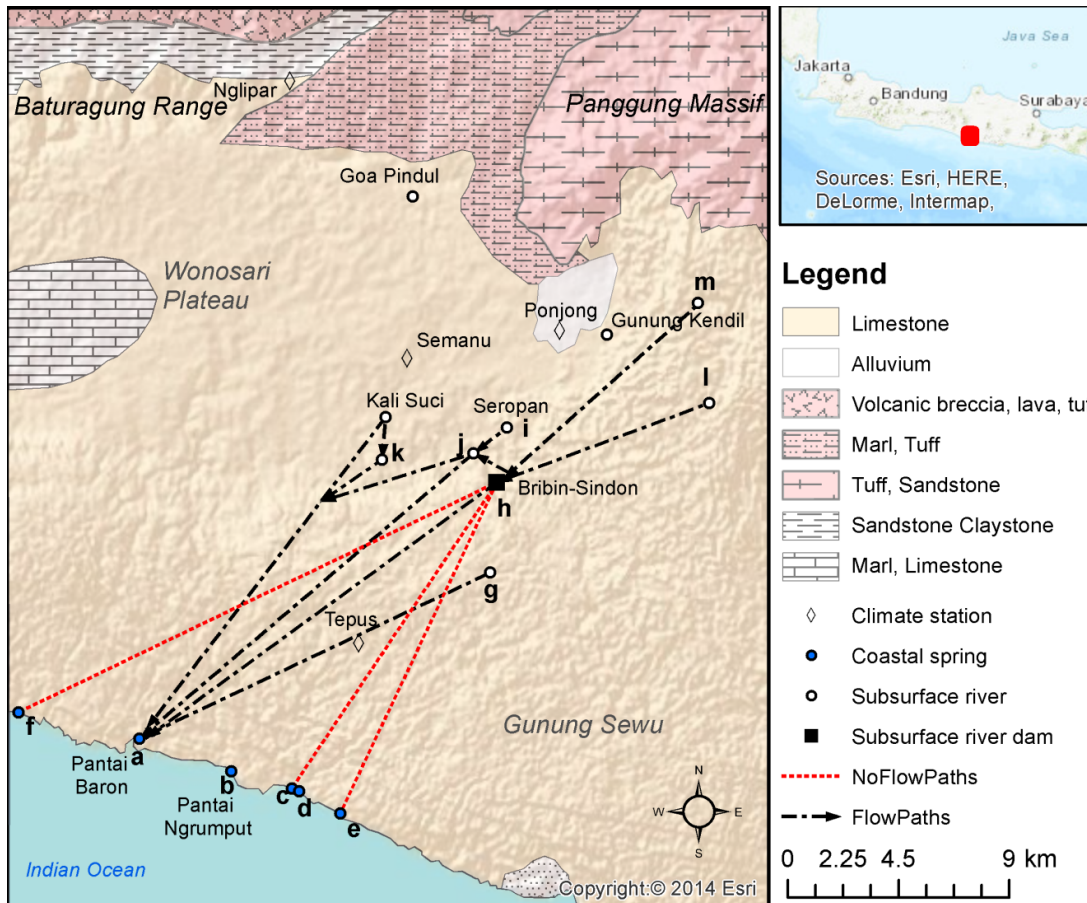 Nglipar
Baturagung Range
Panggung Massif
Goa Pindul
Wonosari
Plateau
m
Ponjong
Gunung Kendil
Semanu
l
Kali Suci
Seropan
i
j
k
Bribin-Sindon
h
g
Tepus
f
a
Gunung Sewu
Pantai
Baron
b
c
d
e
Pantai
Ngrumput
N
W
E
S
Indian Ocean
Copyright:© 2014 Esri
Java Sea
Jakarta
Bandung
Surabaya
Sources: Esri, HERE,
DeLorme, Intermap,
Legend
Limestone
Alluvium
Volcanic breccia, lava, tuf
Marl, Tuff
Tuff, Sandstone
Sandstone Claystone
Marl, Limestone
Climate station
Coastal spring
Subsurface river
Subsurface river dam
NoFlowPaths
FlowPaths
0 2.25 4.5 9 km